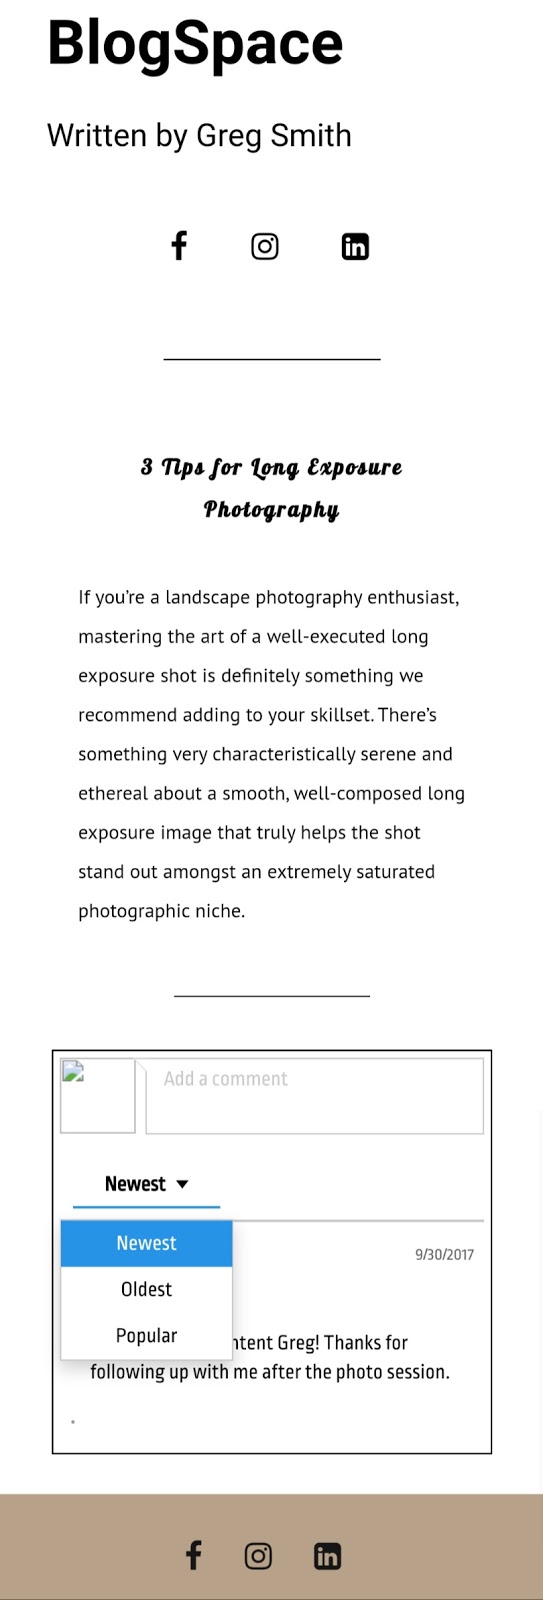 BlogSpace
Written by Greg Smith
3 Tips for Long Exposure
Photography
If you're a landscape photography enthusiast,
mastering the art of a well-executed long
exposure shot is definitely something we
recommend adding to your skillset. There's
something very characteristically serene and
ethereal about a smooth, well-composed long
exposure image that truly helps the shot
stand out amongst an extremely saturated
photographic niche.
Add a comment
Newest
Newest
9/30/2017
Oldest
Popular
Greg! Thanks for
following up with me after the photo session.